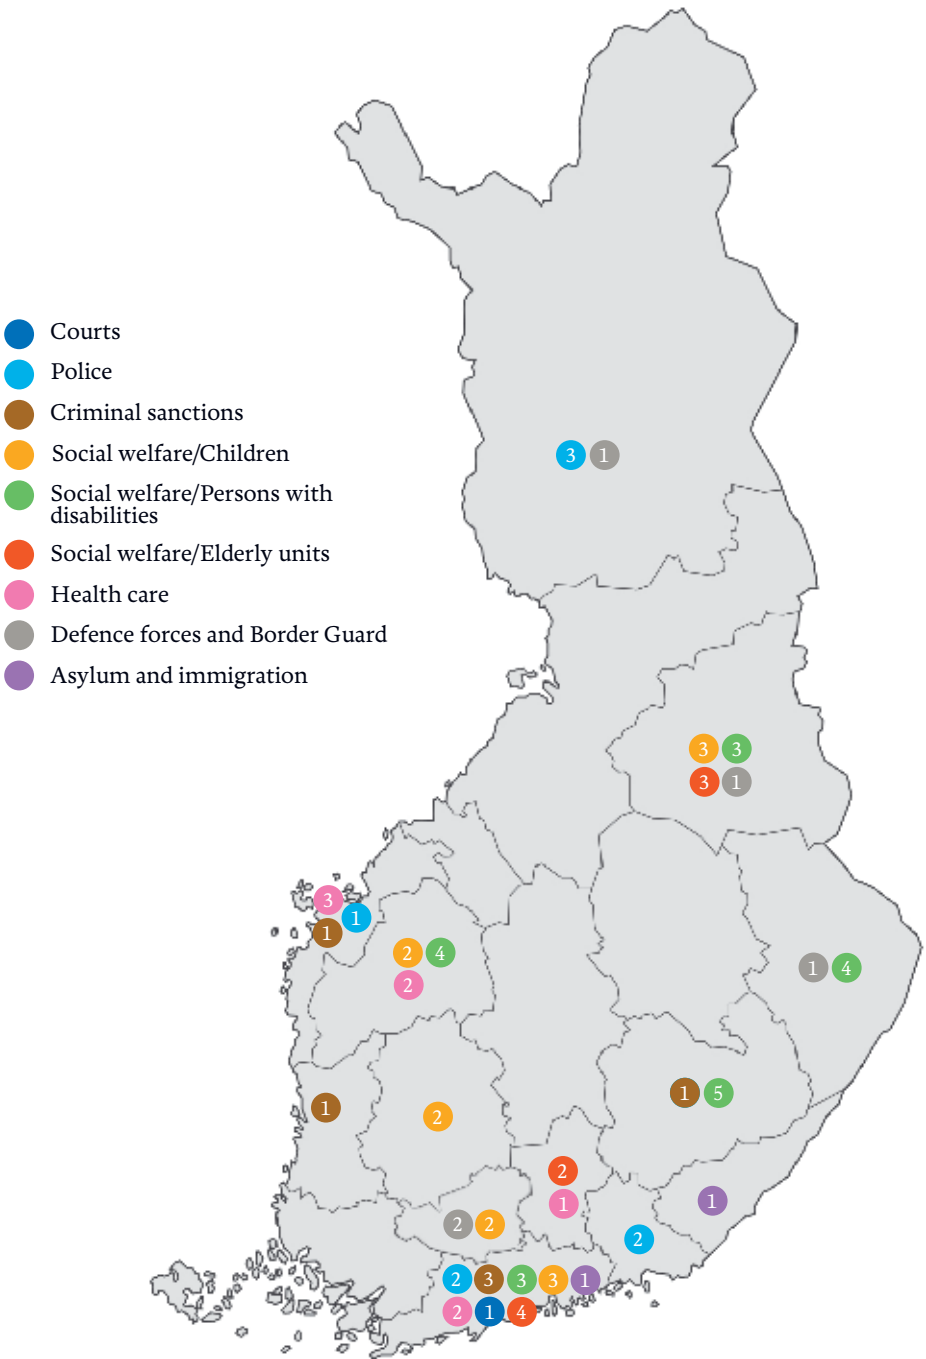 Courts
Police
Criminal sanctions
Social welfare/Children
Social welfare/Persons with
disabilities
Social welfare/Elderly units
Health care
Defence forces and Border Guard
Asylum and immigration
3 1
3 3
3 1
3
1
1
2 4
2
1 4
1 5
1
2
2
1
1
2 2
2
2 3 3 3 1
2 1 4